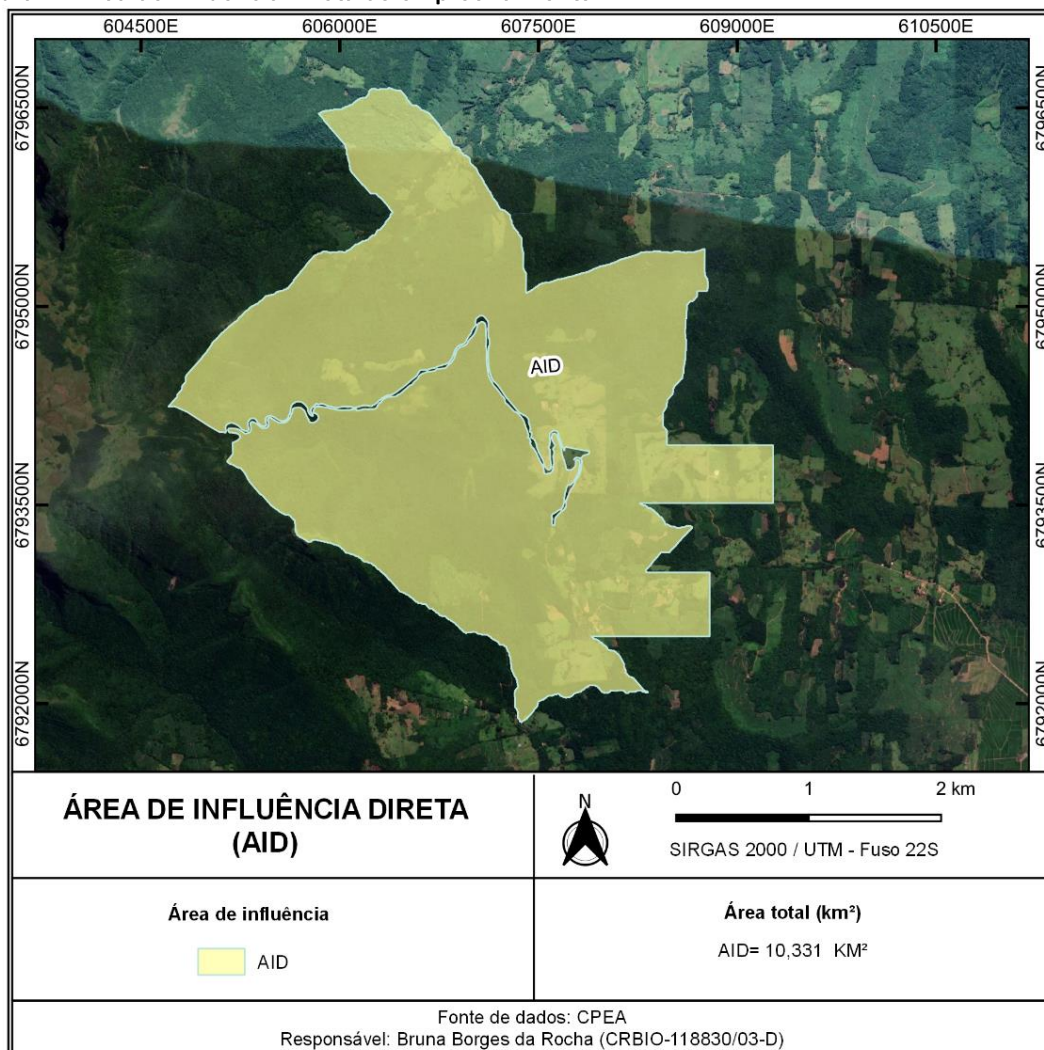 604500E 606000E 607500E 609000E 610500E
6796500N 6796500N
6795000N 6795000N
AID
6793500N 6793500N
6792000N 6792000N
ÁREA DE INFLUÊNCIA DIRETA
(AID)
N
0 1 2 km
SIRGAS 2000 / UTM - Fuso 22S
Área de influência
AID
Área total (km²)
AID= 10,331 KM²
Fonte de dados: CPEA
Responsável: Bruna Borges da Rocha (CRBIO-118830/03-D)